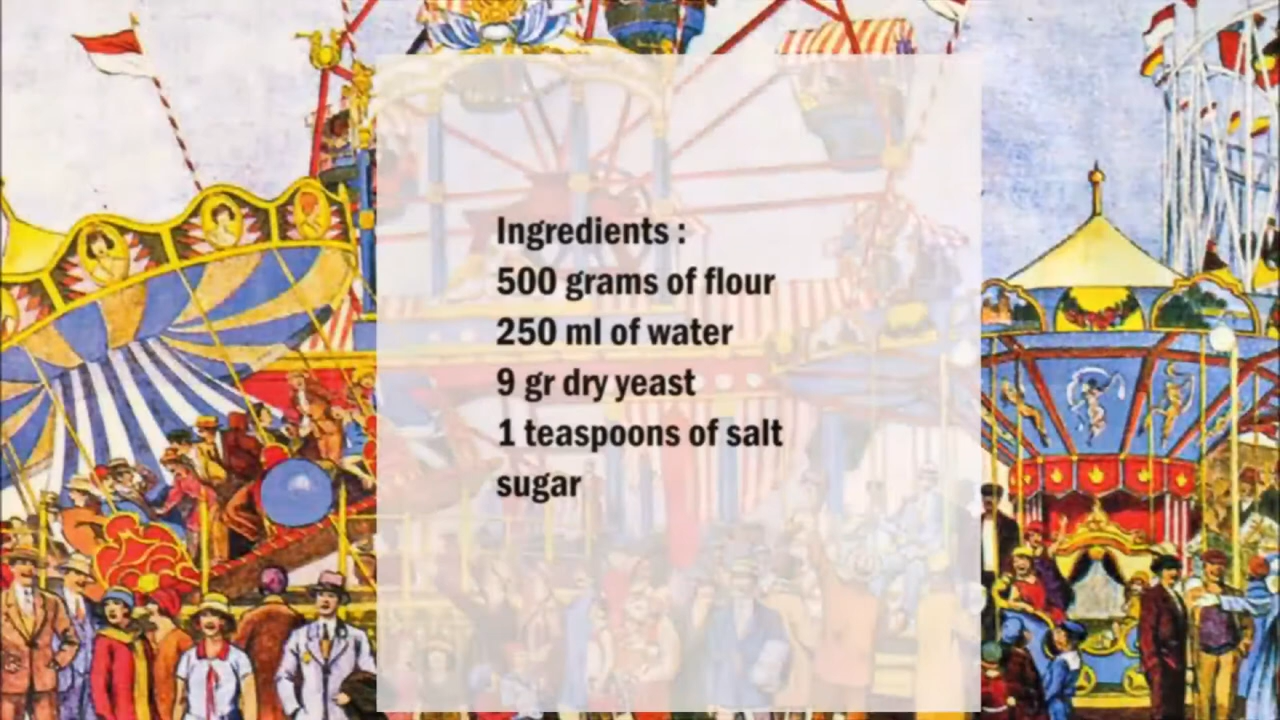 Ingredients :
500 grams of flour
250 ml of water
9 gr dry yeast
1 teaspoons of salt
sugar